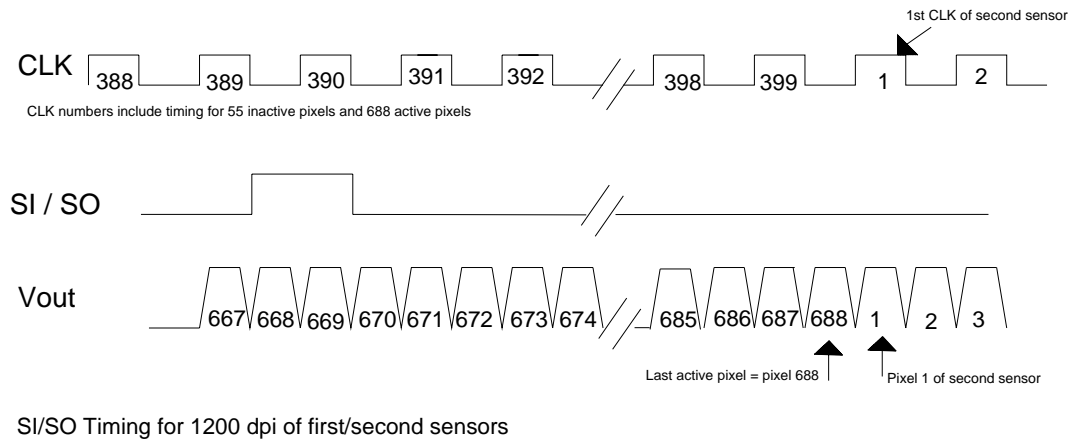 1st CLK of second sensor
CLK 388 389 390 391 392 398 399 1 2
CLK numbers include timing for 55 inactive pixels and 688 active pixels
SI / SO
Vout 667 668 669 670 671 672 673 674 685 686 687 688 1 2 3
Last active pixel = pixel 688 Pixel 1 of second sensor
SI/SO Timing for 1200 dpi of first/second sensors